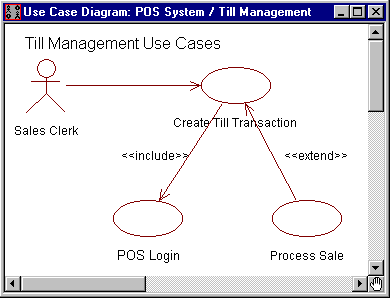 Use Case Diagram: POS System / Till Management
Till Management Use Cases
Sales Clerk
Create Till Transaction
<<include>>
<<extend>>
POS Login
Process Sale